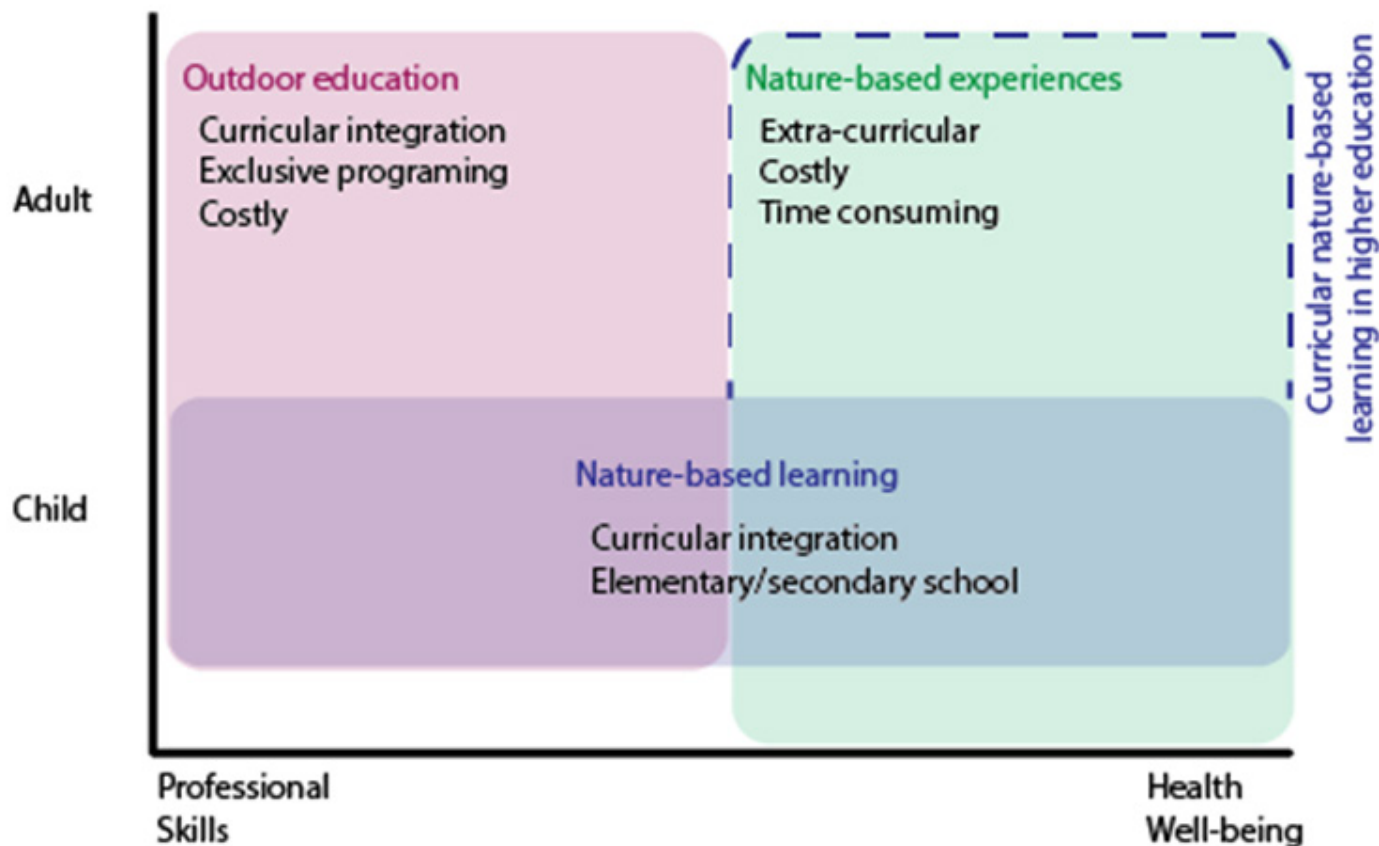 Outdoor education
Curricular integration
Exclusive programing
Costly
Nature-based experiences
Extra-curricular
Costly
Time consuming
Curricular nature-based
learning in higher education
Adult
Nature-based learning
Curricular integration
Elementary/secondary school
Child
Professional
Skills
Health
Well-being